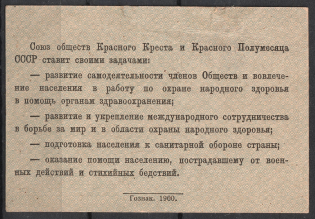 Союз обществ Красного Креста и Красного Полумесяца
СССР ставит своими задачами:
— развитие самодеятельности членов Обществ и вовлече-
ние населения в работу по охране народного здоровья
в помощь органам здравоохранения;
— развитие и укрепление международного сотрудничества
в борьбе за мир и в области охраны народного здоровья;
— подготовка населения к санитарной обороне страны;
— оказание помощи населению, пострадавшему от воен-
ных действий и стихийных бедствий.
Гознак. 1960.